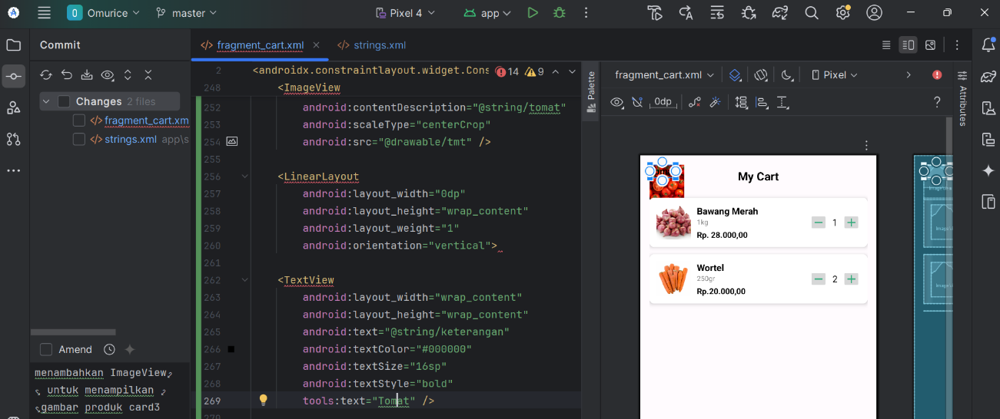 Omurice
master
Pixel 4
app
Commit
fragment_cart.xml
strings.xml
Changes 2 files
fragment_cart.xm
strings.xml app\s
Amend
menambahkan ImageView,
untuk menampilkan
gambar produk card3
2 <androidx.constraintlayout.widget.Cons
14 9
248 <ImageView
252 android:contentDescription="@string/tomat"
253 android:scaleType="centerCrop"
254 android:src="@drawable/tmt" />
255
256 <LinearLayout
257 android:layout_width="0dp"
258 android:layout_height="wrap_content"
259 android:layout_weight="1"
260 android:orientation="vertical">
261
262 <TextView
263 android:layout_width="wrap_content"
264 android:layout_height="wrap_content"
265 android:text="@string/keterangan"
266 android:textColor="#000000"
267 android:textSize="16sp"
268 android:textStyle="bold"
269 tools:text="Tomat" />
270
Palette
fragment_cart.xml
Pixel
0dp
?
Attributes
My Cart
Bawang Merah
1kg
Rp. 28.000,00
1
Wortel
250gr
Rp.20.000,00
2